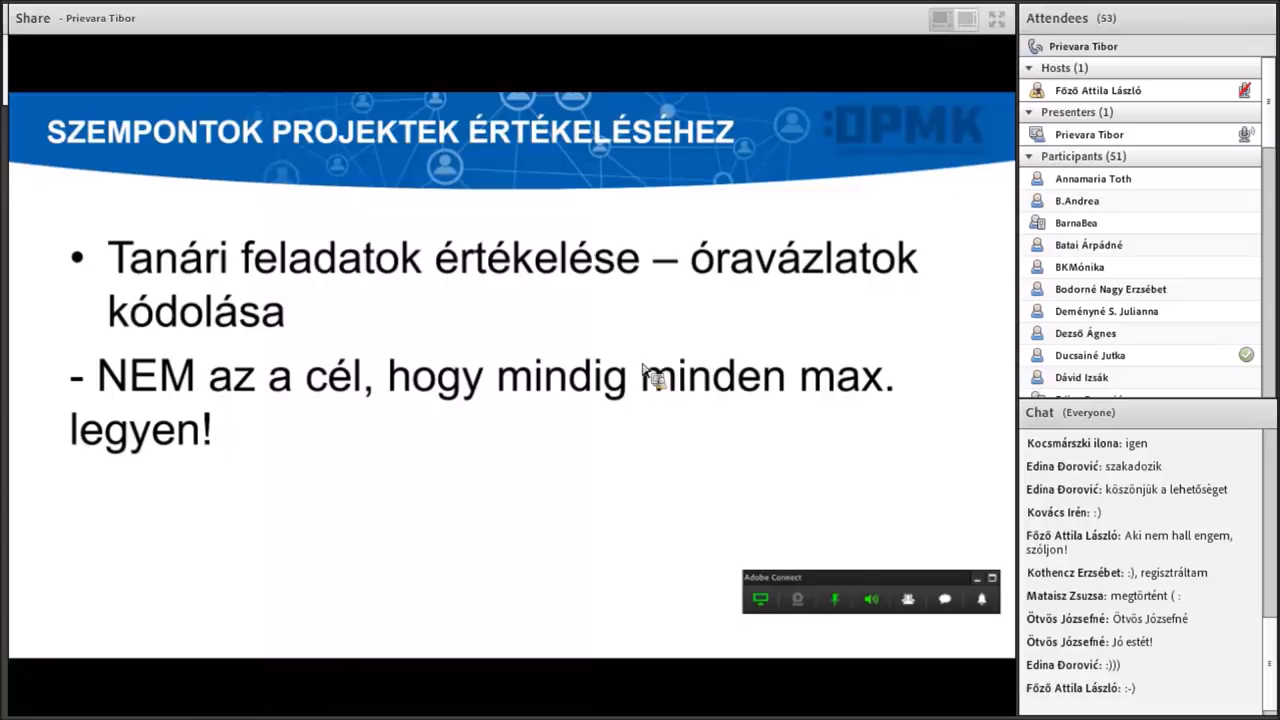 Share - Prievara Tibor
SZEMPONTOK PROJEKTEK ÉRTÉKELÉSÉHEZ
:OPMK
• Tanári feladatok értékelése – óravázlatok
kódolása
- NEM az a cél, hogy mindig minden max.
legyen!
Adobe Connect
Attendees (53)
Prievara Tibor
Hosts (1)
Főző Attila László
Presenters (1)
Prievara Tibor
Participants (51)
Annamaria Toth
B.Andrea
BarnaBea
Batai Árpádné
BKMónika
Bodorné Nagy Erzsébet
Deményné S. Julianna
Dezső Ágnes
Ducsainé Jutka
Dávid Izsák
Chat (Everyone)
Kocsmárszki ilona: igen
Edina Đorović: szakadozik
Edina Đorović: köszönjük a lehetősèget
Kovács Irén: :)
Főző Attila László: Aki nem hall engem,
szóljon!
Kothencz Erzsébet: :), regisztráltam
Mataisz Zsuzsa: megtörtént ( :
Ötvös Józsefné: Ötvös Józsefné
Ötvös Józsefné: Jó estét!
Edina Đorović: :)))
Főző Attila László: :-)